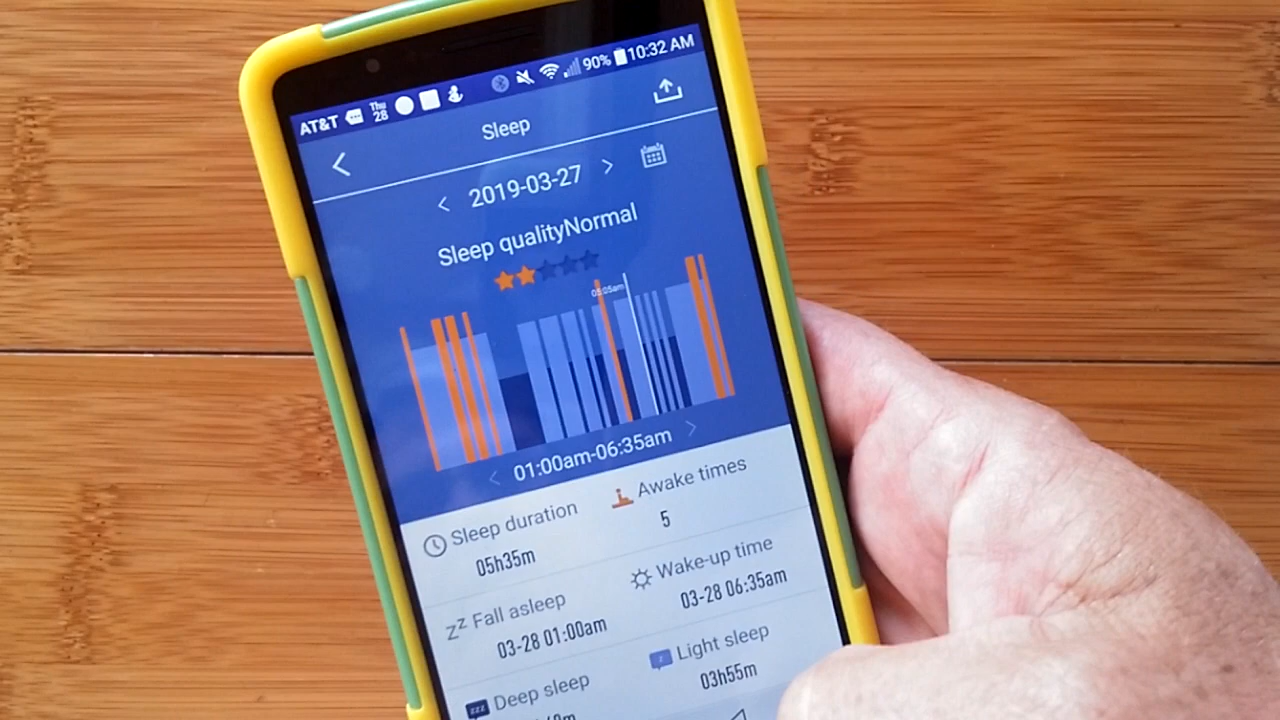 AT&T Thu 28 90% 10:32 AM
Sleep
2019-03-27
Sleep qualityNormal
05:05am
01:00am-06:35am
Sleep duration
05h35m
Awake times
5
Fall asleep
03-28 01:00am
Wake-up time
03-28 06:35am
Deep sleep
Light sleep
03h55m